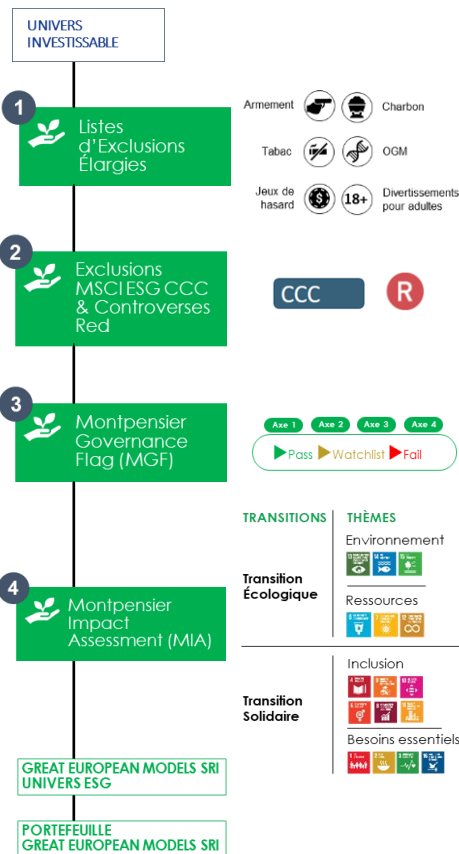 UNIVERS
INVESTISSABLE
1
Listes
d'Exclusions
Élargies
Armement
Charbon
Tabac
OGM
Jeux de
hasard
18+
Divertissements
pour adultes
2
Exclusions
MSCI ESG CCC
& Controverses
Red
CCC
R
3
Montpensier
Governance
Flag (MGF)
Axe 1 Axe 2 Axe 3 Axe 4
Pass Watchlist Fail
TRANSITIONS THÈMES
Environnement
Transition
Écologique
Ressources
4
Montpensier
Impact
Assessment (MIA)
Inclusion
Transition
Solidaire
Besoins essentiels
GREAT EUROPEAN MODELS SRI
UNIVERS ESG
PORTEFEUILLE
GREAT EUROPEAN MODELS SRI